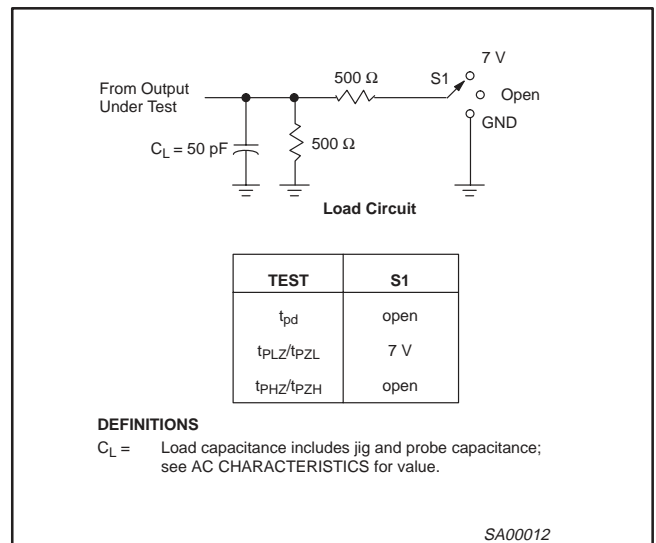 7 V
500 Ω
S1
From Output
Under Test
Open
GND
C_L = 50 pF
500 Ω
Load Circuit
TEST S1
t_pd open
t_PLZ/t_PZL 7 V
t_PHZ/t_PZH open
DEFINITIONS
C_L = Load capacitance includes jig and probe capacitance;
see AC CHARACTERISTICS for value.
SA00012